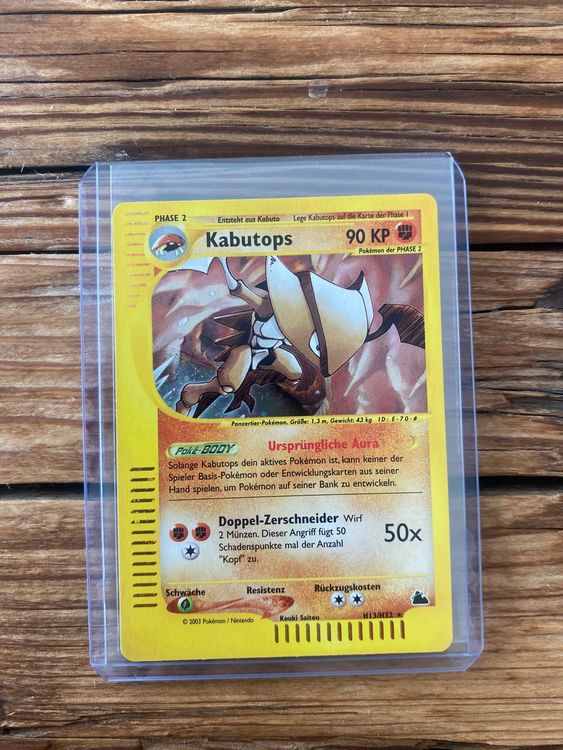 PHASE 2 Entsteht aus Kabuto Lege Kabutops auf die Karte der Phase 1
Kabutops 90 KP
Pokémon der PHASE 2
Panzertier-Pokémon. Größe: 1,3 m, Gewicht: 43 kg ID: E-70-#
Poké-BODY Ursprüngliche Aura
Solange Kabutops dein aktives Pokémon ist, kann keiner der
Spieler Basis-Pokémon oder Entwicklungskarten aus seiner
Hand spielen, um Pokémon auf seiner Bank zu entwickeln.
Doppel-Zerschneider Wirf
2 Münzen. Dieser Angriff fügt 50
Schadenspunkte mal der Anzahl
"Kopf" zu.
50x
Schwäche Resistenz Rückzugskosten
Kouki Saitou H13/H32 ★
© 2003 Pokémon / Nintendo